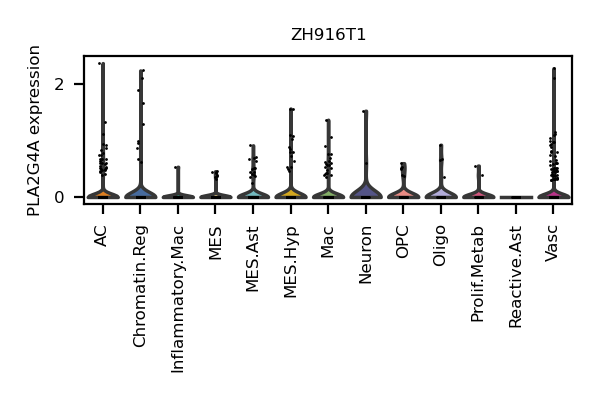 ZH916T1
PLA2G4A expression
2
0
AC
Chromatin.Reg
Inflammatory.Mac
MES
MES.Ast
MES.Hyp
Mac
Neuron
OPC
Oligo
Prolif.Metab
Reactive.Ast
Vasc